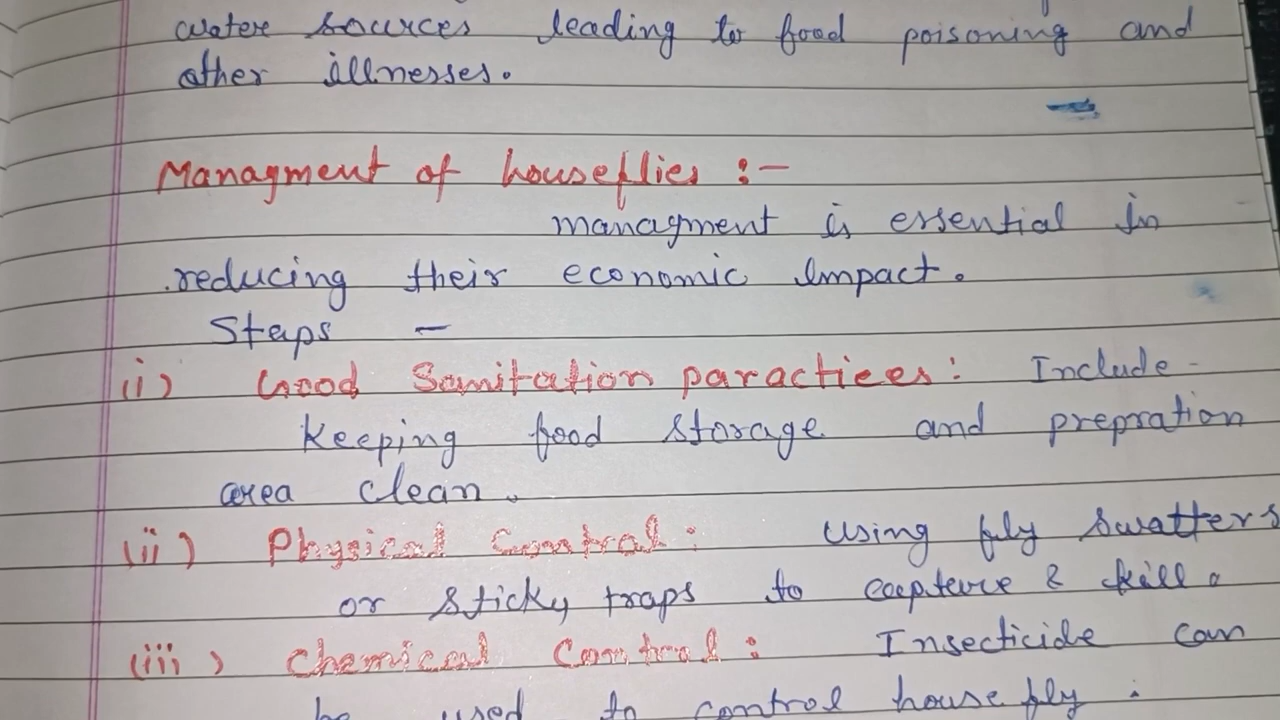 water sources leading to food poisoning and
other illnesses.
Managment of houseflies :-
managment is essential in
reducing their economic Impact.
Steps -
(i) Good Sanitation paractices: Include -
Keeping food storage and prepration
area clean.
(ii) Physical Control: Using fly swatters
or sticky traps to capture & kill.
(iii) Chemical Control: Insecticide can
be used to control house fly.